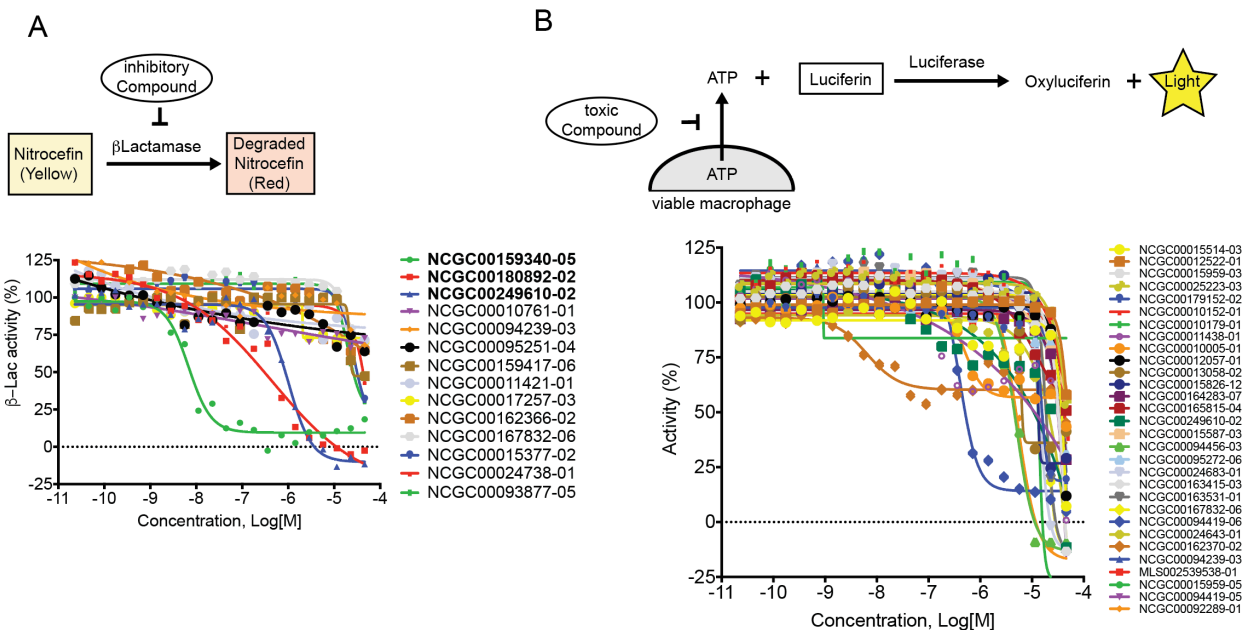 A
inhibitory
Compound
Nitrocefin
(Yellow)
βLactamase
Degraded
Nitrocefin
(Red)
β-Lac activity (%)
125
100
75
50
25
0
-25
-11
-10
-9
-8
-7
-6
-5
-4
Concentration, Log[M]
NCGC00159340-05
NCGC00180892-02
NCGC00249610-02
NCGC00010761-01
NCGC00094239-03
NCGC00095251-04
NCGC00159417-06
NCGC00011421-01
NCGC00017257-03
NCGC00162366-02
NCGC00167832-06
NCGC00015377-02
NCGC00024738-01
NCGC00093877-05
B
ATP
+
Luciferin
Luciferase
Oxyluciferin
+
Light
toxic
Compound
ATP
viable macrophage
Activity (%)
125
100
75
50
25
0
-25
-11
-10
-9
-8
-7
-6
-5
-4
Concentration, Log[M]
NCGC00015514-03
NCGC00012522-01
NCGC00015959-03
NCGC00025223-03
NCGC00179152-02
NCGC00010152-01
NCGC00010179-01
NCGC00011438-01
NCGC00010005-01
NCGC00012057-01
NCGC00013058-02
NCGC00015826-12
NCGC00164283-07
NCGC00165815-04
NCGC00249610-02
NCGC00015587-03
NCGC00094456-03
NCGC00095272-06
NCGC00024683-01
NCGC00163415-03
NCGC00163531-01
NCGC00167832-06
NCGC00094419-06
NCGC00024643-01
NCGC00162370-02
NCGC00094239-03
MLS002539538-01
NCGC00015959-05
NCGC00094419-05
NCGC00092289-01